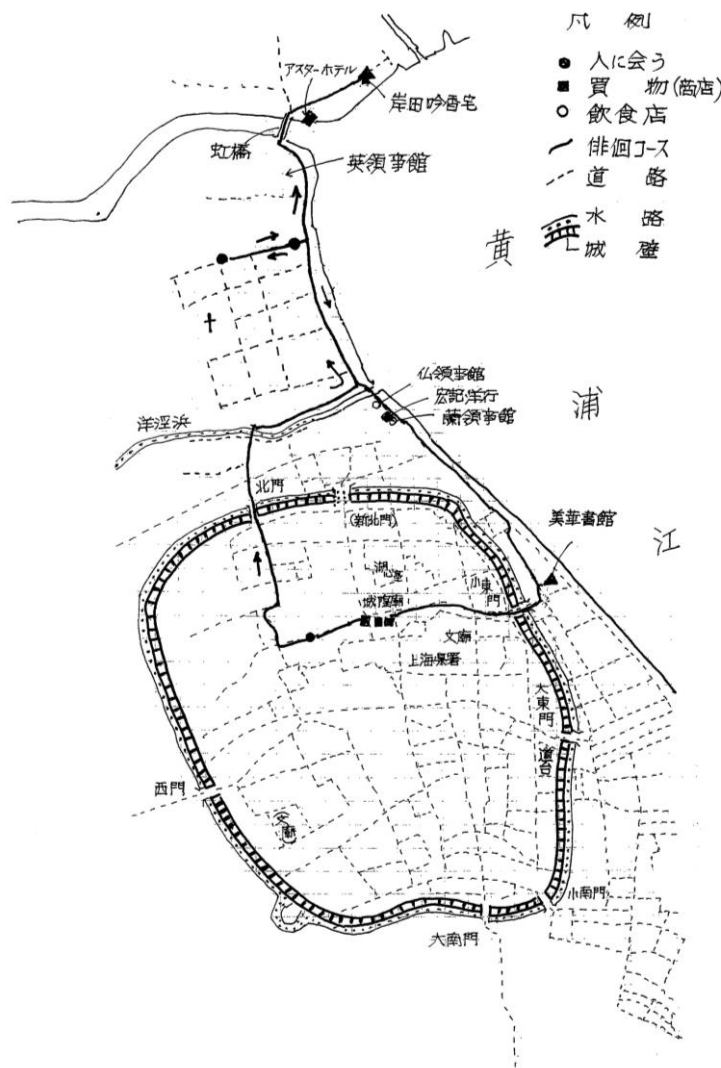 凡例
人に会う
買物(商店)
飲食店
徘徊コース
道路
水路
城壁
アスターホテル
岸田吟香宅
虹橋
英領事館
黄
浦
江
仏領事館
宏記洋行
蘭領事館
洋涇浜
北門
(新北門)
美華書館
小東門
城隍廟
文廟
上海県署
大東門
道台
西門
(文廟)
小南門
大南門